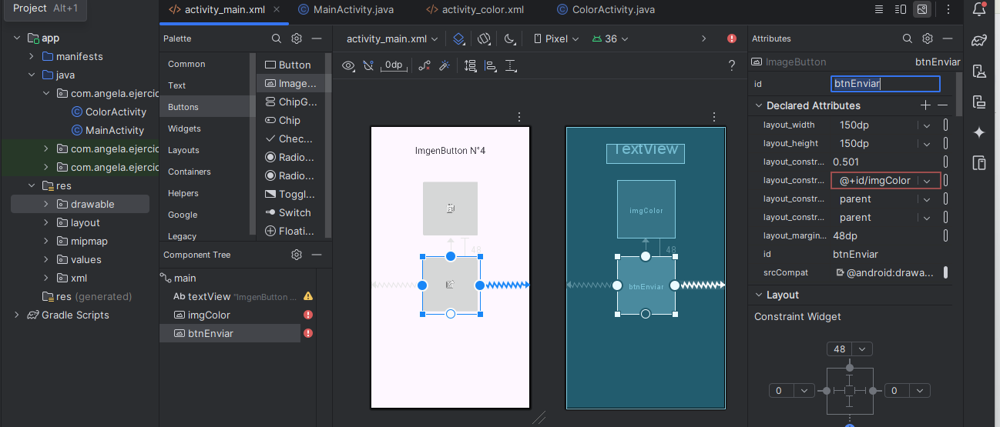 Project Alt+1
activity_main.xml
MainActivity.java
activity_color.xml
ColorActivity.java
app
manifests
java
com.angela.ejercic
ColorActivity
MainActivity
com.angela.ejercic
com.angela.ejercic
res
drawable
layout
mipmap
values
xml
res (generated)
Gradle Scripts
Palette
Common
Text
Buttons
Widgets
Layouts
Containers
Helpers
Google
Legacy
Button
Image...
ChipG...
Chip
Chec...
Radio...
Radio...
Toggl...
Switch
Floati...
Component Tree
main
Ab textView "ImgenButton ...
imgColor
btnEnviar
activity_main.xml
Pixel
36
0dp
?
ImgenButton N°4
48
TextView
imgColor
48
btnEnviar
Attributes
ImageButton btnEnviar
id btnEnviar
Declared Attributes
layout_width 150dp
layout_height 150dp
layout_constr... 0.501
layout_constr... @+id/imgColor
layout_constr... parent
layout_constr... parent
layout_margin... 48dp
id btnEnviar
srcCompat @android:drawa...
Layout
Constraint Widget
48
0
0